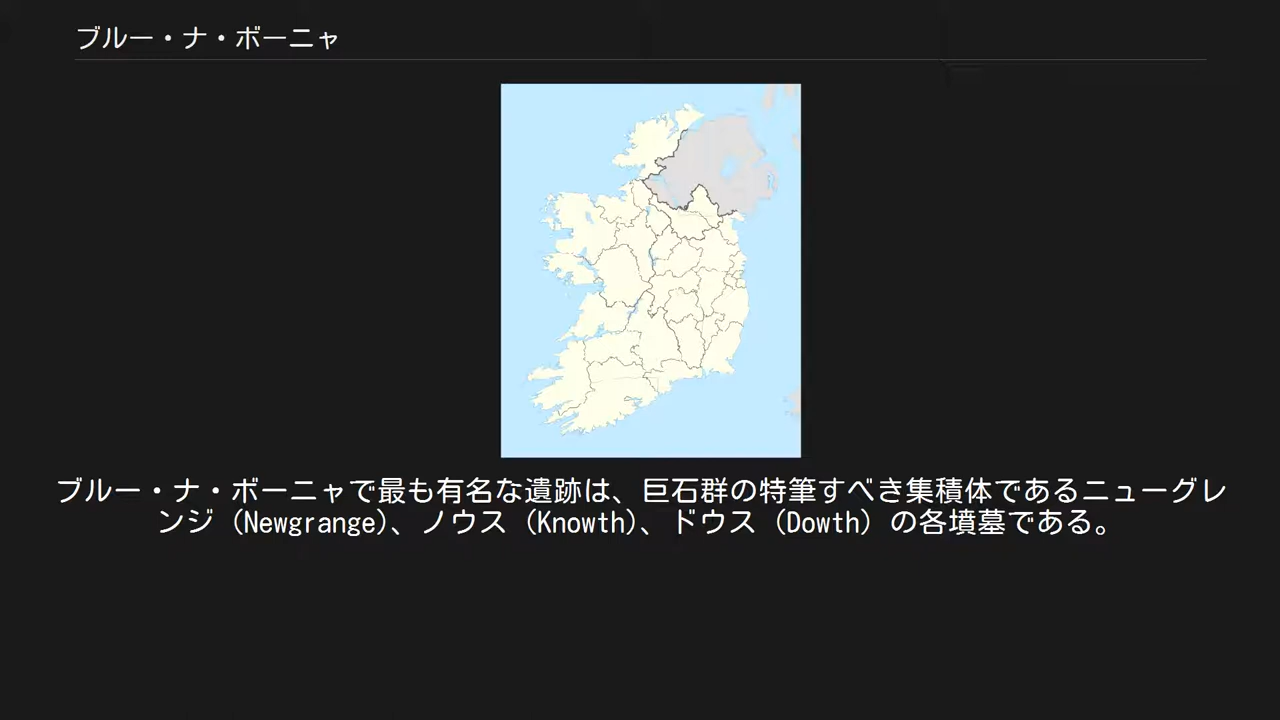 ブルー・ナ・ボーニャ
ブルー・ナ・ボーニャで最も有名な遺跡は、巨石群の特筆すべき集積体であるニューグレ
ンジ（Newgrange)、ノウス（Knowth)、ドウス（Dowth）の各墳墓である。